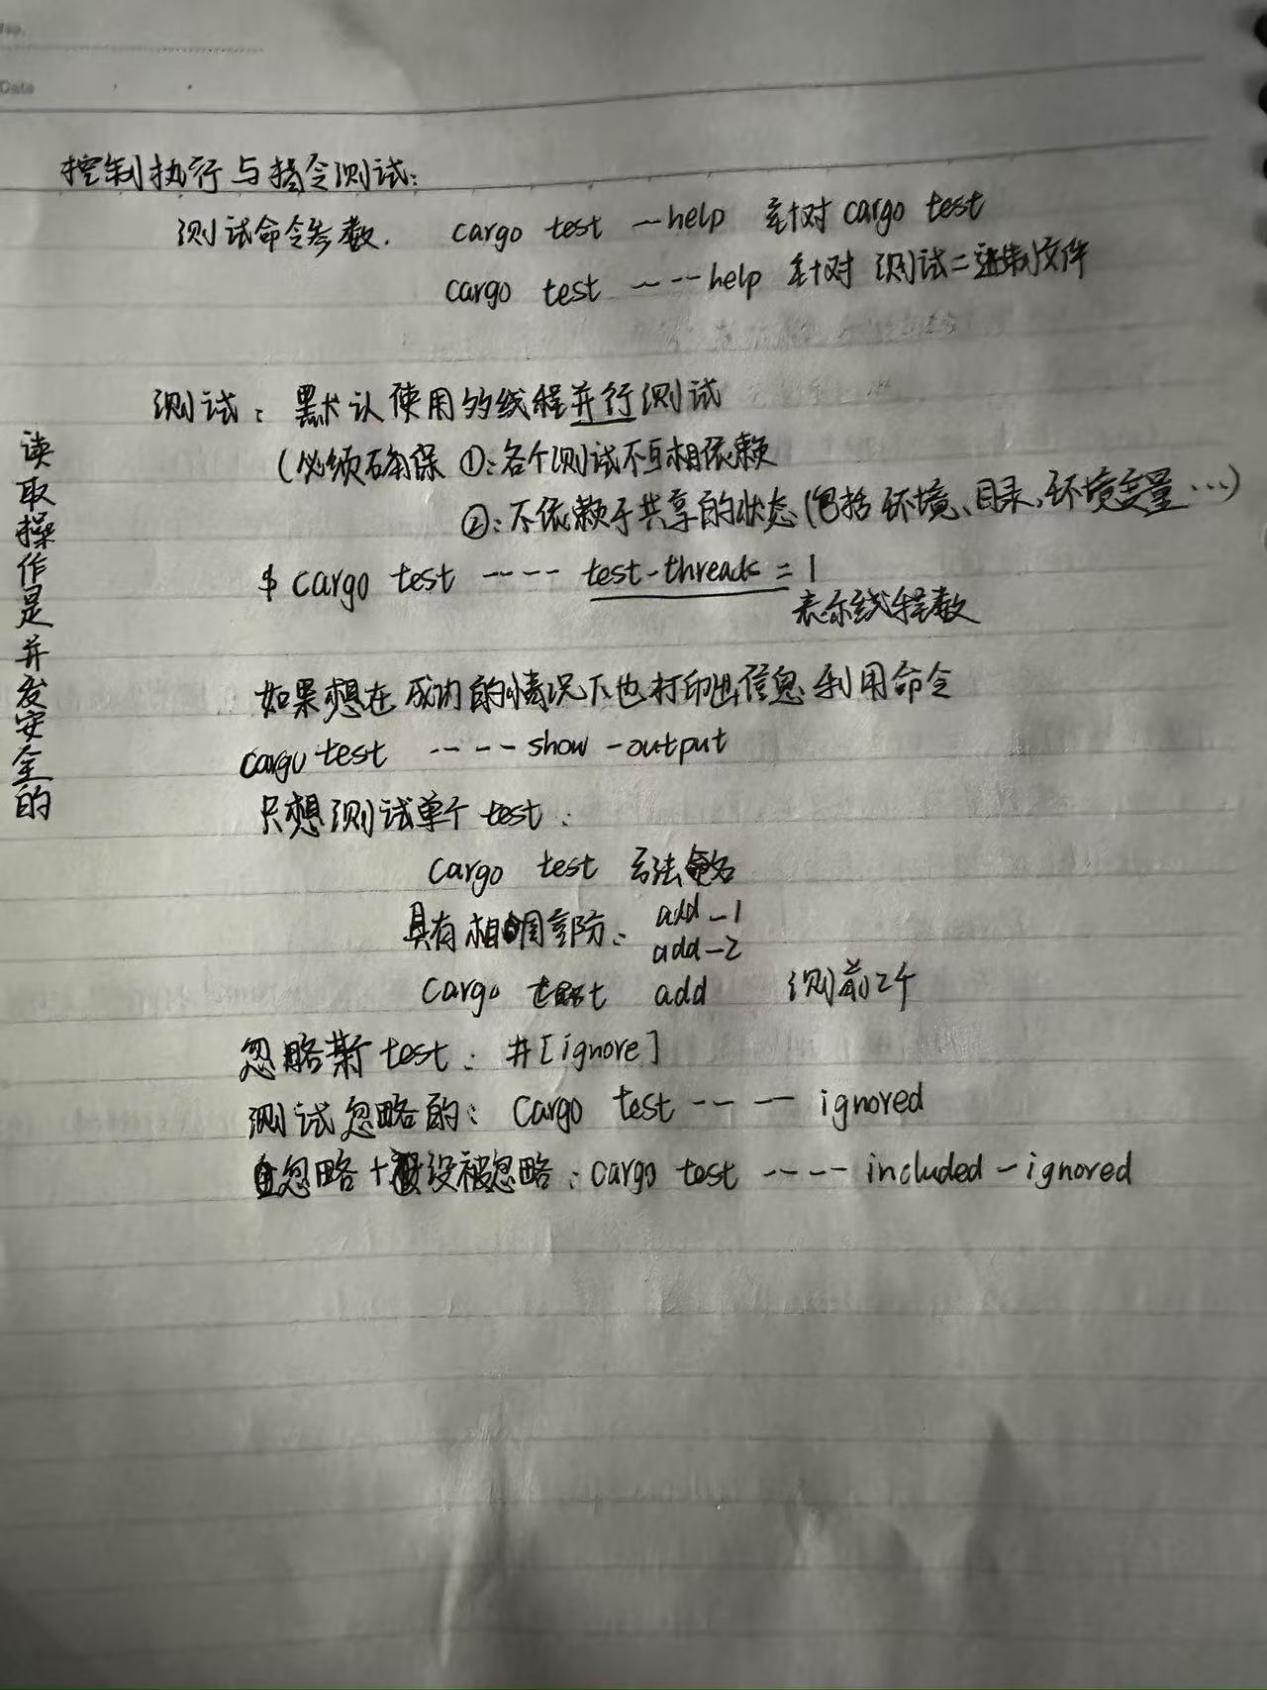 Date
控制执行与指令测试：
测试命令参数. cargo test --help 针对 cargo test
cargo test -- --help 针对 测试二进制文件
测试：默认使用多线程并行测试
(必须确保 ①:各个测试不互相依赖
②:不依赖于共享的状态(包括环境、目录,环境变量…)
$ cargo test ---- test-threads = 1
表示线程数
如果想在成功的情况下也打印出信息利用命令
cargo test ---- show-output
只想测试单个 test：
cargo test 方法名
具有相同部阶：add-1
add-2
cargo test add 测前2个
忽略某 test：#[ignore]
测试忽略的：cargo test ---- ignored
忽略+没被忽略：cargo test ---- included-ignored
读取操作是并发安全的